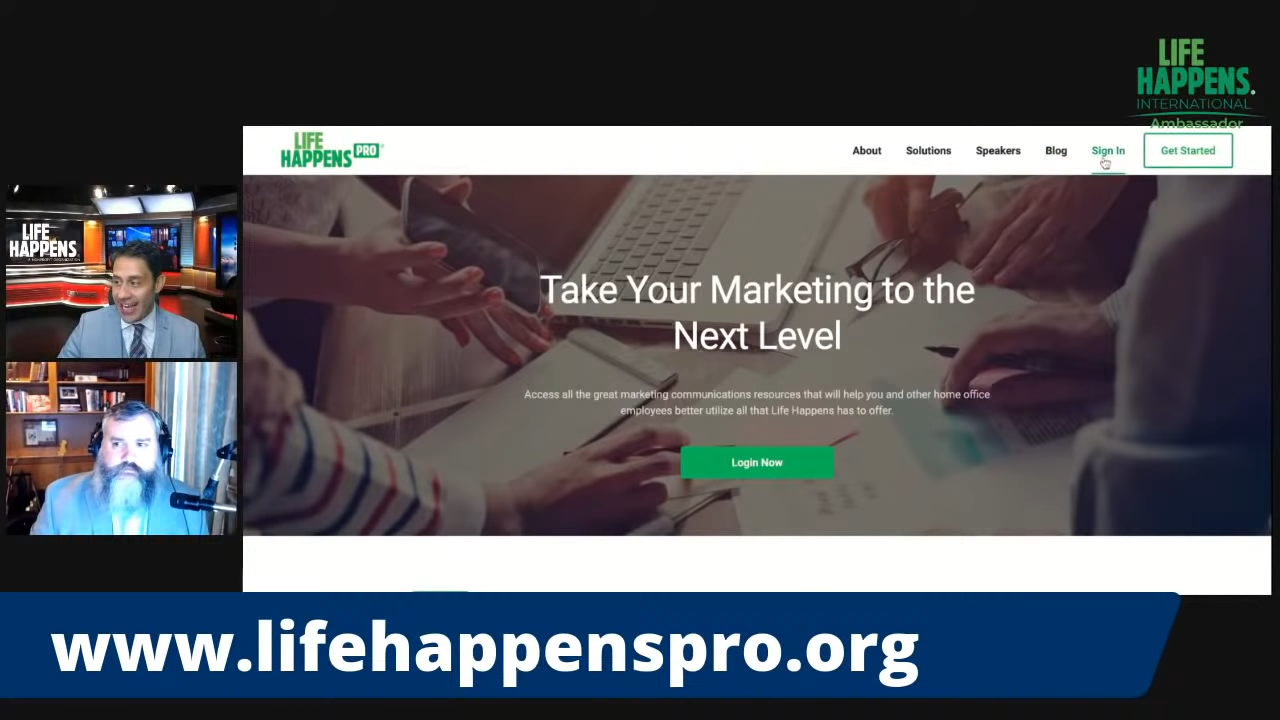 LIFE
HAPPENS.
INTERNATIONAL
Ambassador
LIFE
HAPPENS PRO
About
Solutions
Speakers
Blog
Sign In
Get Started
LIFE
HAPPENS.
A NONPROFIT ORGANIZATION
Take Your Marketing to the
Next Level
Access all the great marketing communications resources that will help you and other home office
employees better utilize all that Life Happens has to offer.
Login Now
www.lifehappenspro.org